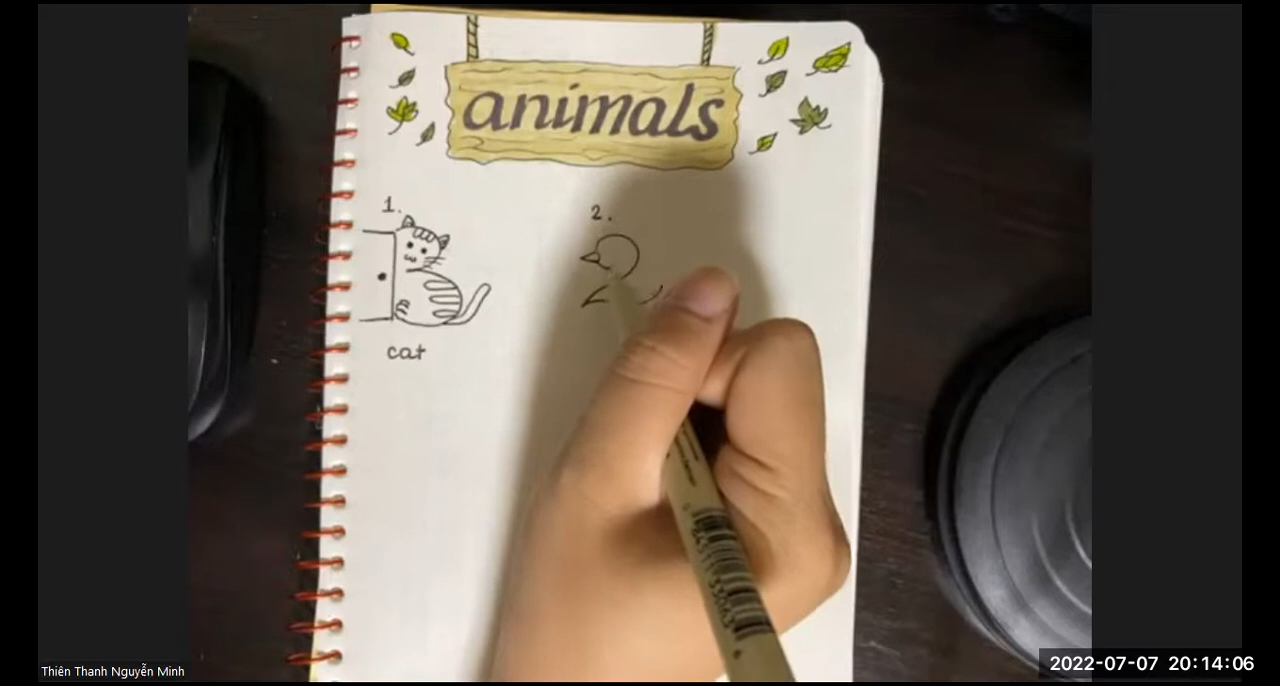 animals
1.
2.
cat
Thiên Thanh Nguyễn Minh
2022-07-07 20:14:06